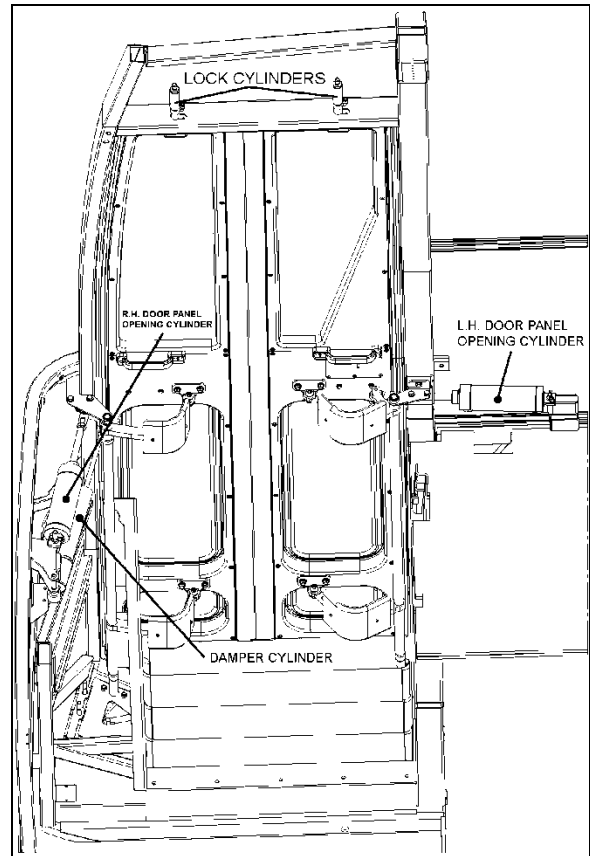 LOCK CYLINDERS
R.H. DOOR PANEL
OPENING CYLINDER
L.H. DOOR PANEL
OPENING CYLINDER
DAMPER CYLINDER